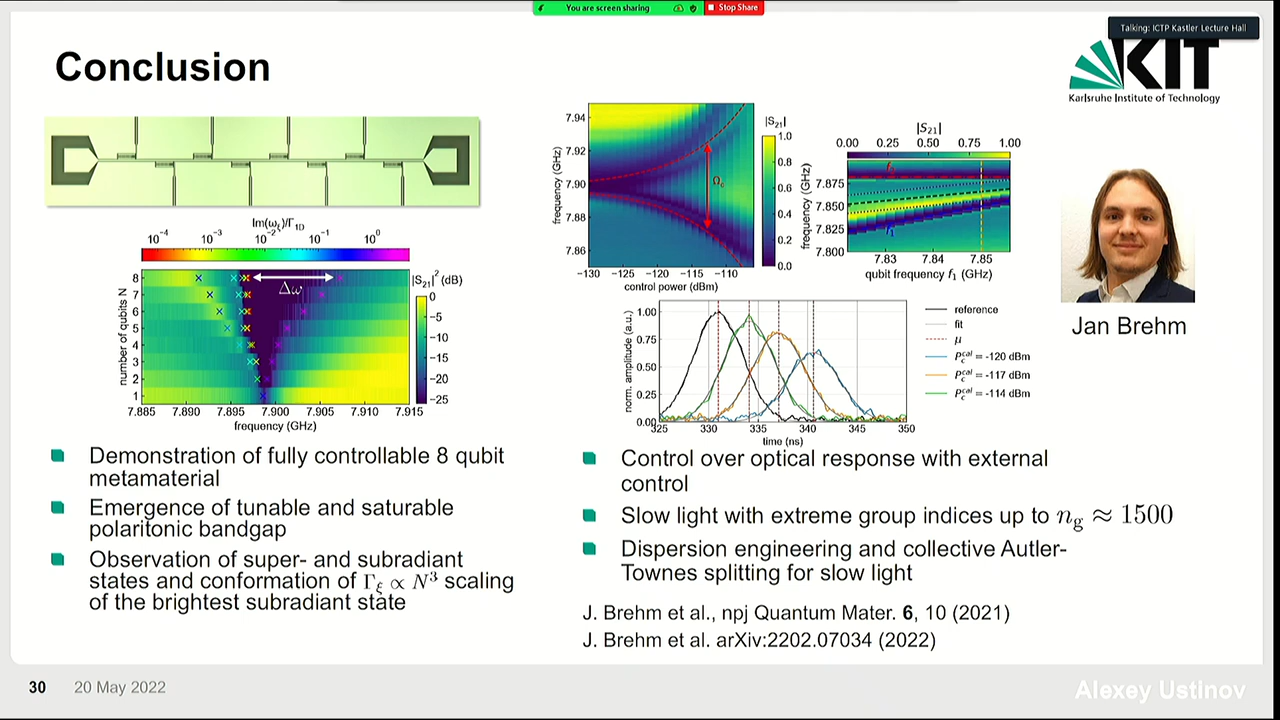 You are screen sharing
Stop Share
Talking: ICTP Kastler Lecture Hall
Conclusion
KIT
Karlsruhe Institute of Technology
Im(ωξ)/Γ1D
10⁻⁴ 10⁻³ 10⁻² 10⁻¹ 10⁰
|S21|² (dB)
number of qubits N
8
7
6
5
4
3
2
1
Δω
0
−5
−10
−15
−20
−25
7.885 7.890 7.895 7.900 7.905 7.910 7.915
frequency (GHz)
frequency (GHz)
7.94
7.92
7.90
7.88
7.86
Ωc
−130 −125 −120 −115 −110
control power (dBm)
|S21|
1.0
0.8
0.6
0.4
0.2
0.0
|S21|
0.00 0.25 0.50 0.75 1.00
frequency (GHz)
7.875
7.850
7.825
7.800
7.83 7.84 7.85
qubit frequency f1 (GHz)
norm. amplitude (a.u.)
1.00
0.75
0.50
0.25
0.00
325 330 335 340 345 350
time (ns)
reference
fit
μ
Pc^cal = -120 dBm
Pc^cal = -117 dBm
Pc^cal = -114 dBm
Jan Brehm
Demonstration of fully controllable 8 qubit
metamaterial
Emergence of tunable and saturable
polaritonic bandgap
Observation of super- and subradiant
states and conformation of Γξ ∝ N³ scaling
of the brightest subradiant state
Control over optical response with external
control
Slow light with extreme group indices up to ng ≈ 1500
Dispersion engineering and collective Autler-
Townes splitting for slow light
J. Brehm et al., npj Quantum Mater. 6, 10 (2021)
J. Brehm et al. arXiv:2202.07034 (2022)
30 20 May 2022
Alexey Ustinov